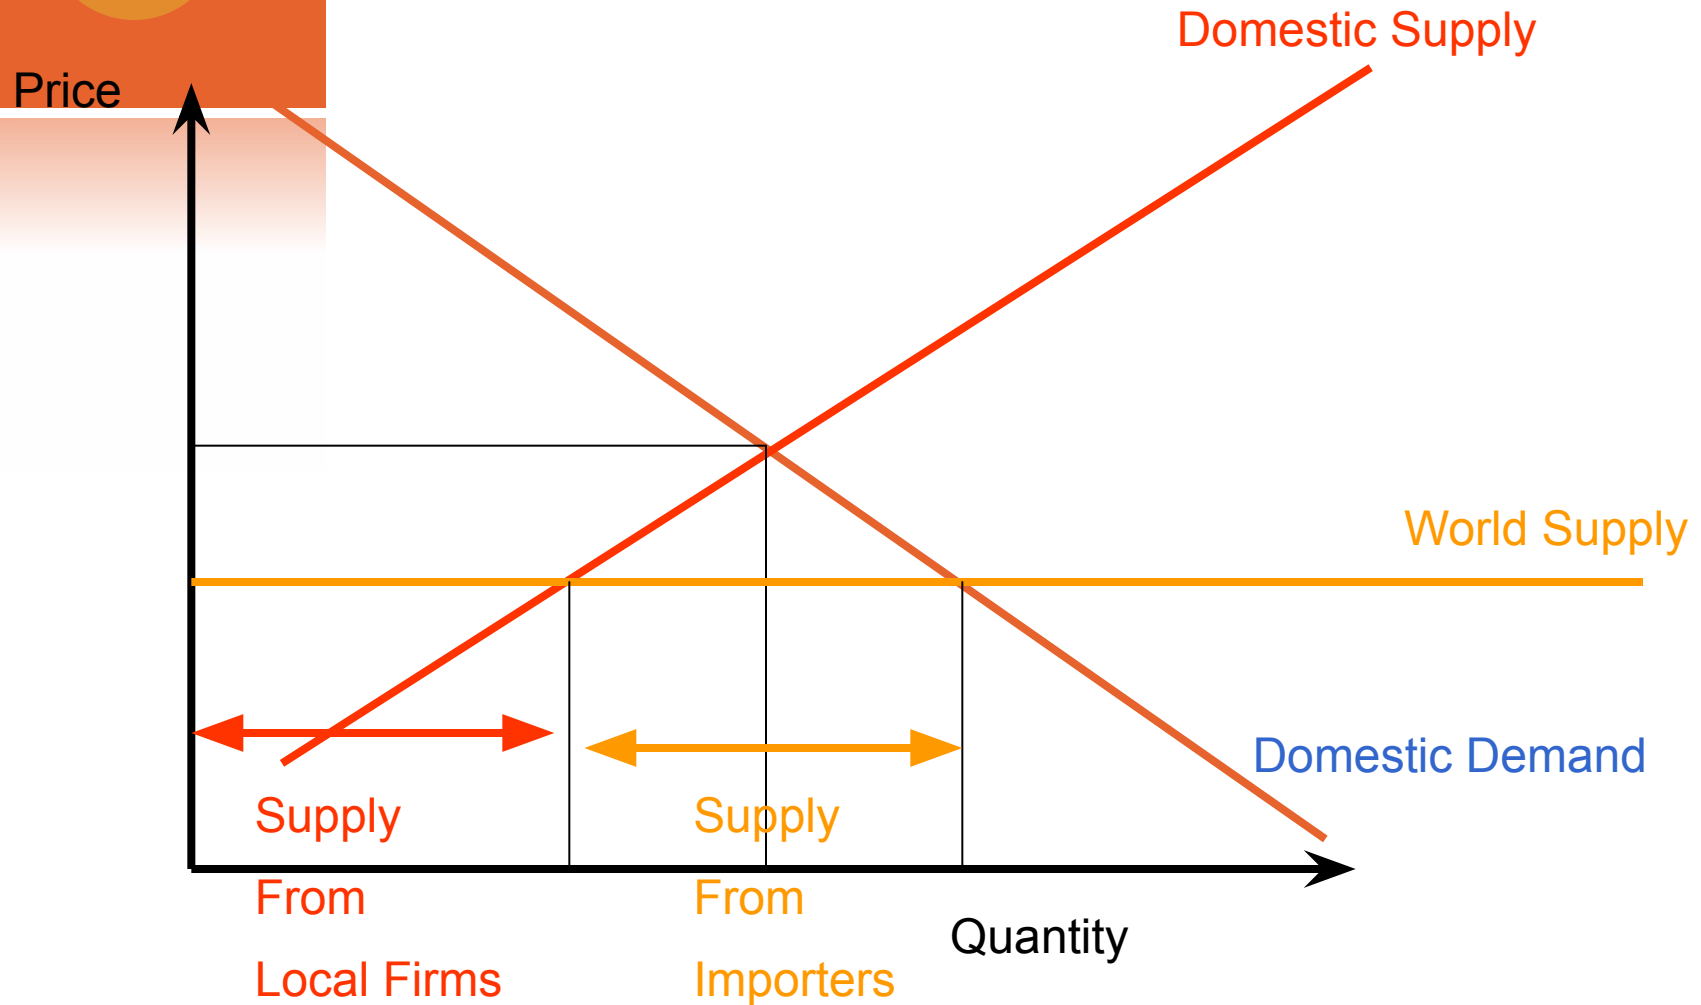 Domestic Supply
Price
World Supply
Domestic Demand
Supply
From
Local Firms
Supply
From
Importers
Quantity